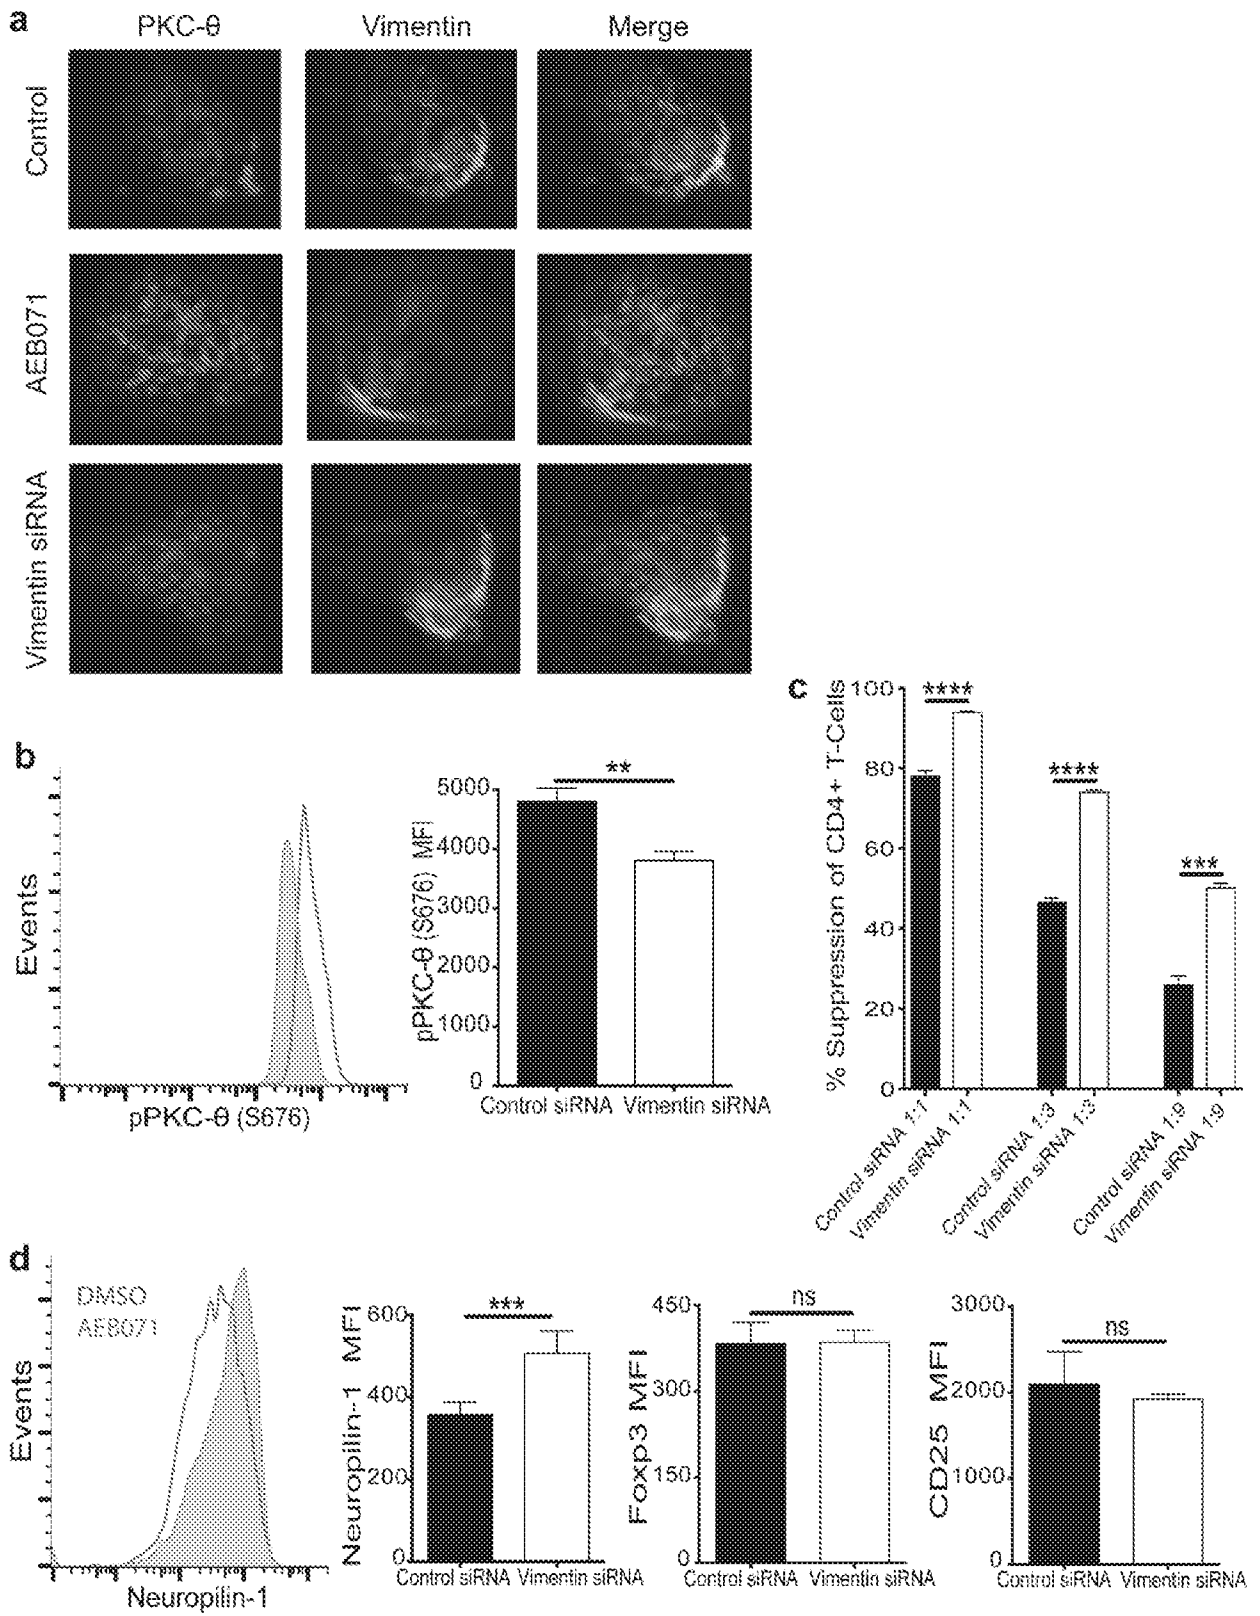 a
PKC-θ
Vimentin
Merge
Control
AEB071
Vimentin siRNA
b
Events
pPKC-θ (S676)
pPKC-θ (S676) MFI
5000
4000
3000
2000
1000
0
**
Control siRNA
Vimentin siRNA
c
% Suppression of CD4+ T-Cells
100
80
60
40
20
0
****
****
***
Control siRNA 1:1
Vimentin siRNA 1:1
Control siRNA 1:3
Vimentin siRNA 1:3
Control siRNA 1:9
Vimentin siRNA 1:9
d
DMSO
AEB071
Events
Neuropilin-1
Neuropilin-1 MFI
600
400
200
0
***
Control siRNA
Vimentin siRNA
Foxp3 MFI
450
300
150
0
ns
Control siRNA
Vimentin siRNA
CD25 MFI
3000
2000
1000
0
ns
Control siRNA
Vimentin siRNA